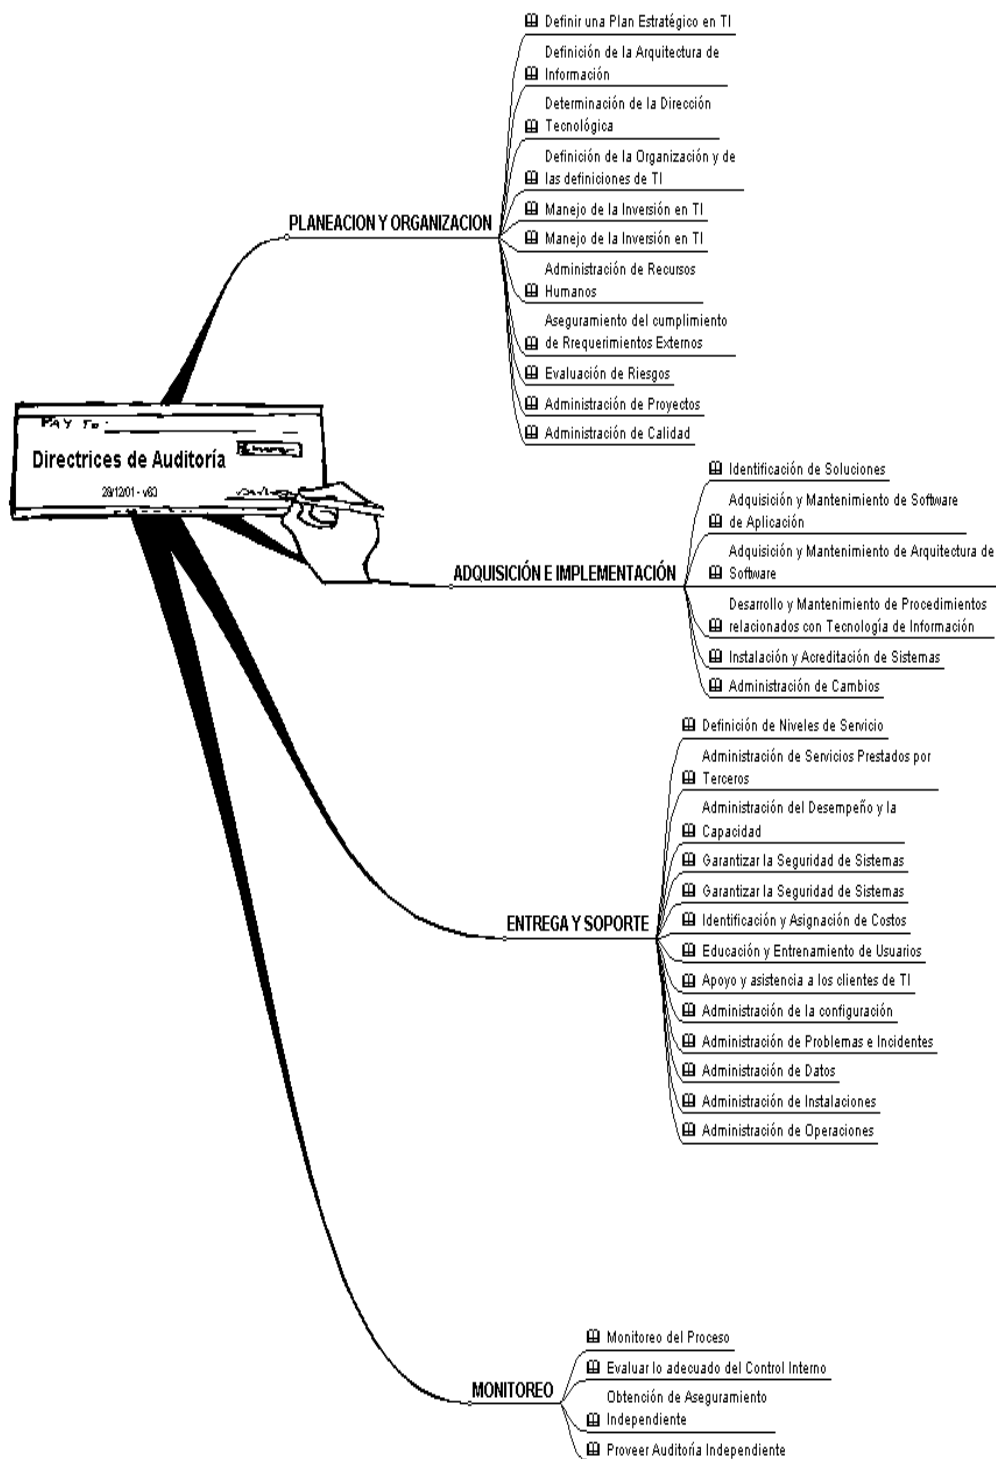 Definir una Plan Estratégico en TI
Definición de la Arquitectura de
Información
Determinación de la Dirección
Tecnológica
Definición de la Organización y de
las definiciones de TI
PLANEACION Y ORGANIZACION
Manejo de la Inversión en TI
Manejo de la Inversión en TI
Administración de Recursos
Humanos
Aseguramiento del cumplimiento
de Rrequerimientos Externos
Evaluación de Riesgos
Administración de Proyectos
Administración de Calidad
PAY To:
Directrices de Auditoría
28/12/01 - v63
Identificación de Soluciones
Adquisición y Mantenimiento de Software
de Aplicación
Adquisición y Mantenimiento de Arquitectura de
Software
ADQUISICIÓN E IMPLEMENTACIÓN
Desarrollo y Mantenimiento de Procedimientos
relacionados con Tecnología de Información
Instalación y Acreditación de Sistemas
Administración de Cambios
Definición de Niveles de Servicio
Administración de Servicios Prestados por
Terceros
Administración del Desempeño y la
Capacidad
Garantizar la Seguridad de Sistemas
Garantizar la Seguridad de Sistemas
ENTREGA Y SOPORTE
Identificación y Asignación de Costos
Educación y Entrenamiento de Usuarios
Apoyo y asistencia a los clientes de TI
Administración de la configuración
Administración de Problemas e Incidentes
Administración de Datos
Administración de Instalaciones
Administración de Operaciones
Monitoreo del Proceso
Evaluar lo adecuado del Control Interno
MONITOREO
Obtención de Aseguramiento
Independiente
Proveer Auditoría Independiente